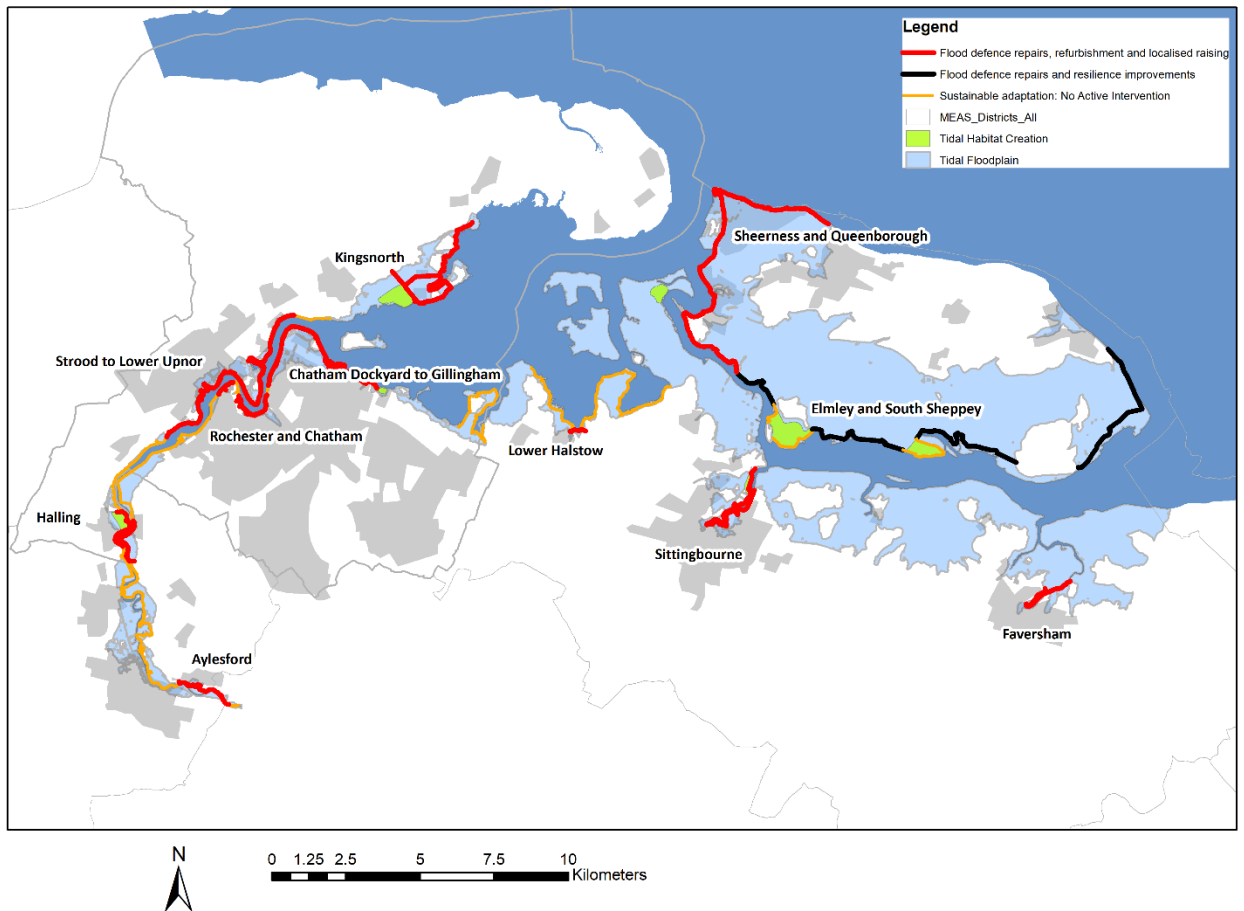 Legend
Flood defence repairs, refurbishment and localised raising
Flood defence repairs and resilience improvements
Sustainable adaptation: No Active Intervention
MEAS_Districts_All
Tidal Habitat Creation
Tidal Floodplain
Sheerness and Queenborough
Kingsnorth
Strood to Lower Upnor
Chatham Dockyard to Gillingham
Elmley and South Sheppey
Rochester and Chatham
Lower Halstow
Halling
Sittingbourne
Faversham
Aylesford
N
0 1.25 2.5 5 7.5 10
Kilometers